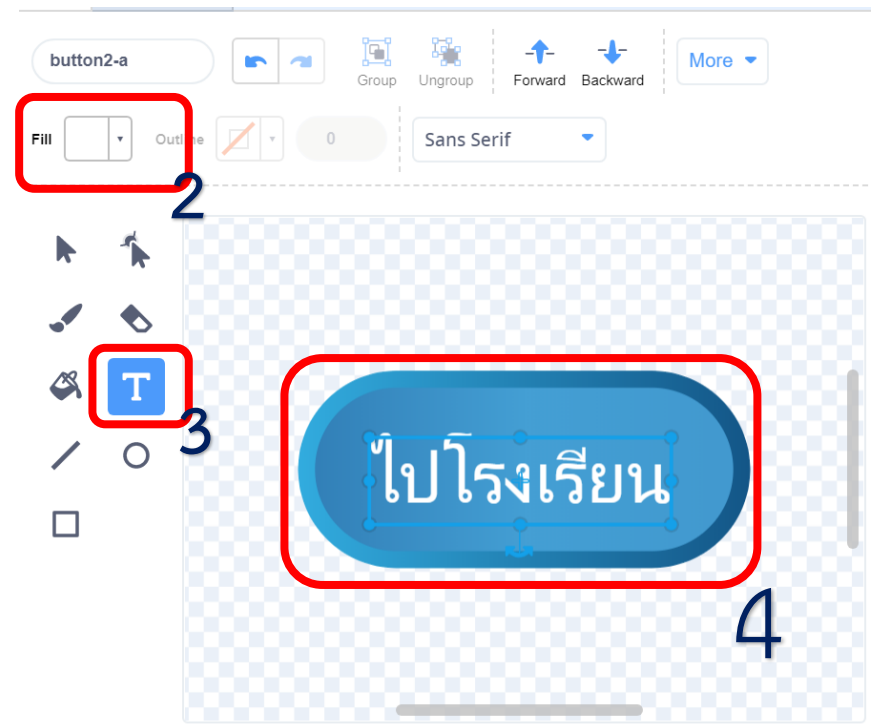 button2-a
Group Ungroup Forward Backward More
Fill Outline 0 Sans Serif
2
T
3
ไปโรงเรียน
4